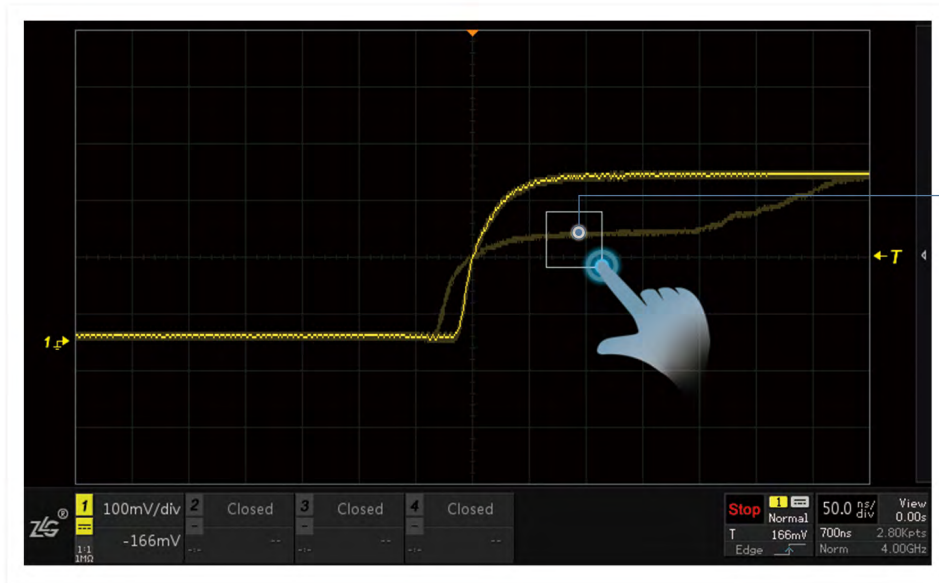 T
1
ZLG®
1 100mV/div
-166mV
1:1
1MΩ
2 Closed
-:-
--
3 Closed
-:-
--
4 Closed
-:-
--
Stop 1 Normal
T 166mV
Edge
50.0 ns/div View 0.00s
700ns 2.80Kpts
Norm 4.00GHz